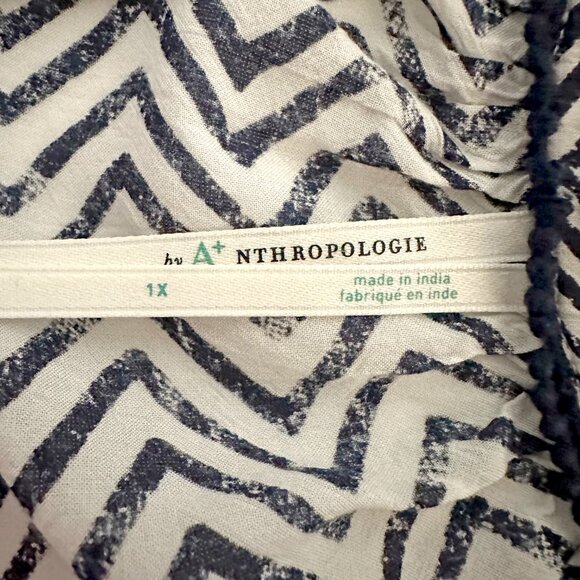 by A+ NTHROPOLOGIE
1X
made in india
fabriqué en inde